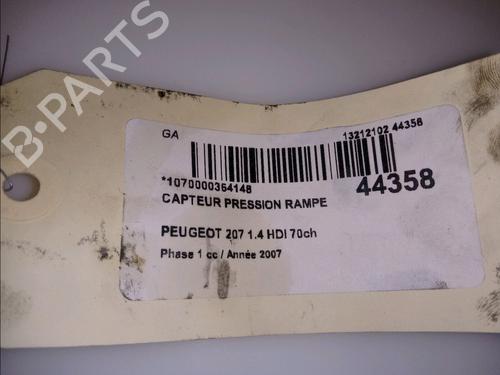 B-PARTS
GA
13212102 44358
*1070000364148
44358
CAPTEUR PRESSION RAMPE
PEUGEOT 207 1.4 HDI 70ch
Phase 1 cc / Année 2007